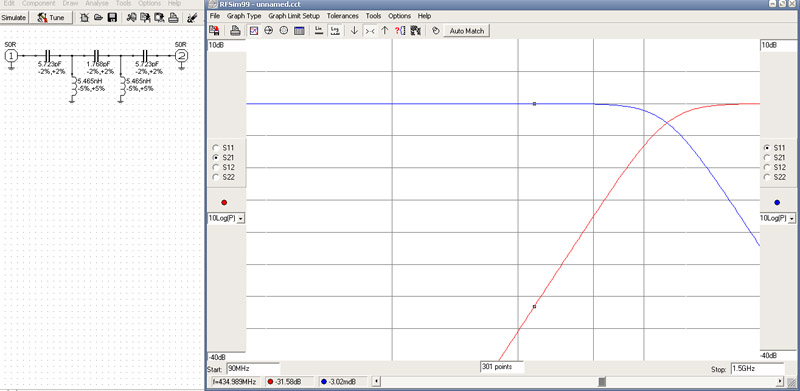 Edit Component Draw Analyse Tools Options Help
Simulate Tune
50R 50R
1 2
5.723pF 1.768pF 5.723pF
-2%,+2% -2%,+2% -2%,+2%
5.465nH 5.465nH
-5%,+5% -5%,+5%
RFSim99 - unnamed.cct
File Graph Type Graph Limit Setup Tolerances Tools Options Help
Lin Log Auto Match
10dB 10dB
S11 S11
S21 S21
S12 S12
S22 S22
10Log(P) 10Log(P)
-40dB -40dB
Start: 90MHz 301 points Stop: 1.5GHz
f=434.989MHz -31.58dB -3.02mdB